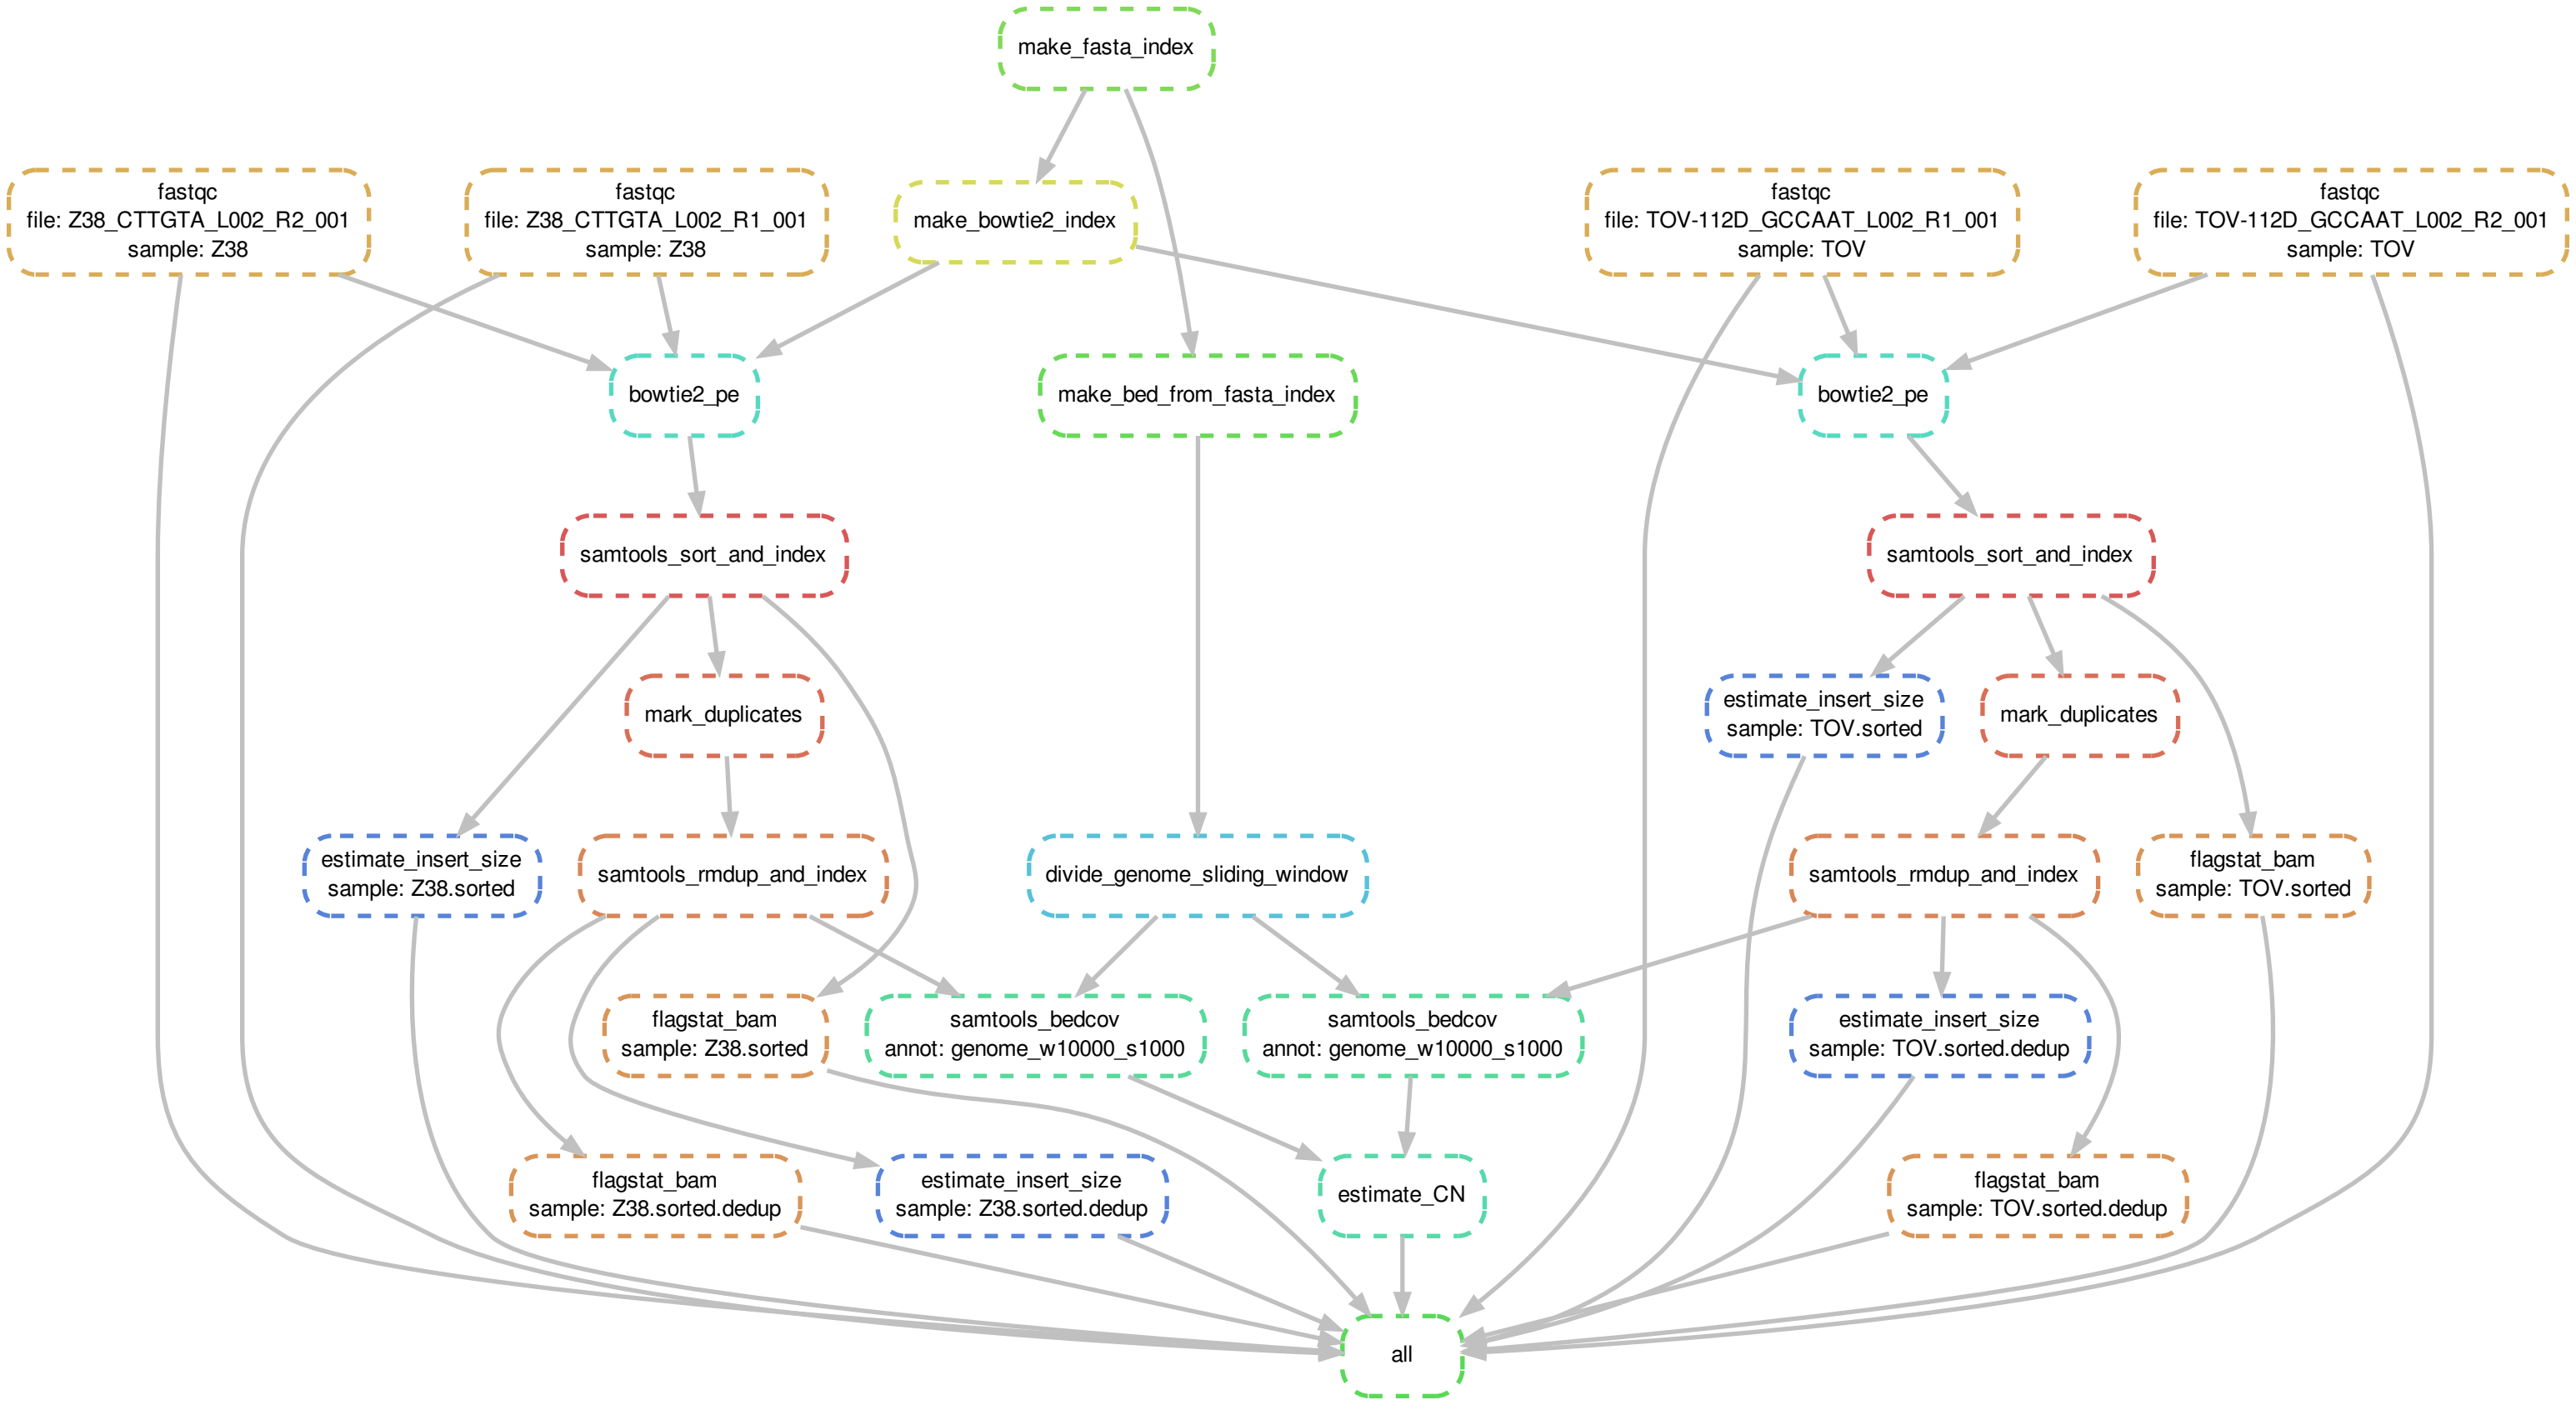 make_fasta_index
fastqc
file: Z38_CTTGTA_L002_R2_001
sample: Z38
fastqc
file: Z38_CTTGTA_L002_R1_001
sample: Z38
make_bowtie2_index
fastqc
file: TOV-112D_GCCAAT_L002_R1_001
sample: TOV
fastqc
file: TOV-112D_GCCAAT_L002_R2_001
sample: TOV
bowtie2_pe
make_bed_from_fasta_index
bowtie2_pe
samtools_sort_and_index
samtools_sort_and_index
mark_duplicates
estimate_insert_size
sample: TOV.sorted
mark_duplicates
estimate_insert_size
sample: Z38.sorted
samtools_rmdup_and_index
divide_genome_sliding_window
samtools_rmdup_and_index
flagstat_bam
sample: TOV.sorted
flagstat_bam
sample: Z38.sorted
samtools_bedcov
annot: genome_w10000_s1000
samtools_bedcov
annot: genome_w10000_s1000
estimate_insert_size
sample: TOV.sorted.dedup
flagstat_bam
sample: Z38.sorted.dedup
estimate_insert_size
sample: Z38.sorted.dedup
estimate_CN
flagstat_bam
sample: TOV.sorted.dedup
all